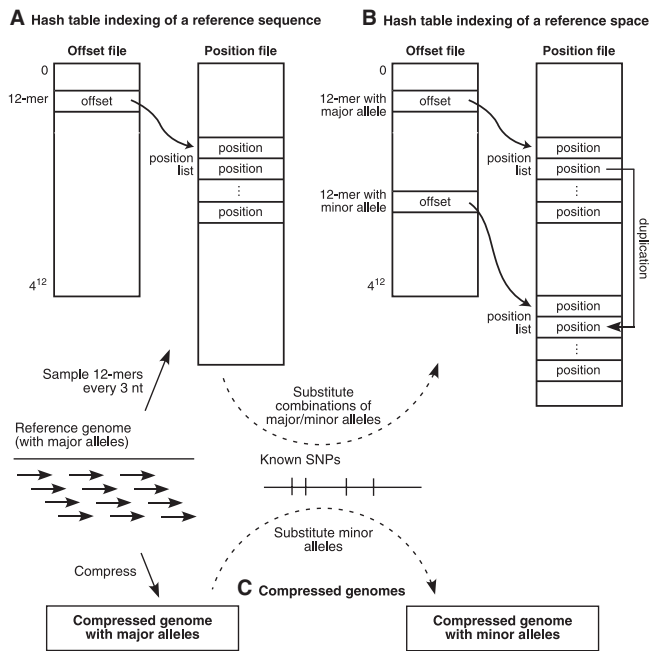 A Hash table indexing of a reference sequence
Offset file
Position file
0
12-mer
offset
position
list
position
position
⋮
position
4¹²
B Hash table indexing of a reference space
Offset file
Position file
0
12-mer with
major allele
offset
position
list
position
position
⋮
position
12-mer with
minor allele
offset
duplication
4¹²
position
list
position
position
⋮
position
Sample 12-mers
every 3 nt
Substitute
combinations of
major/minor alleles
Reference genome
(with major alleles)
Known SNPs
Substitute minor
alleles
Compress
C Compressed genomes
Compressed genome
with major alleles
Compressed genome
with minor alleles